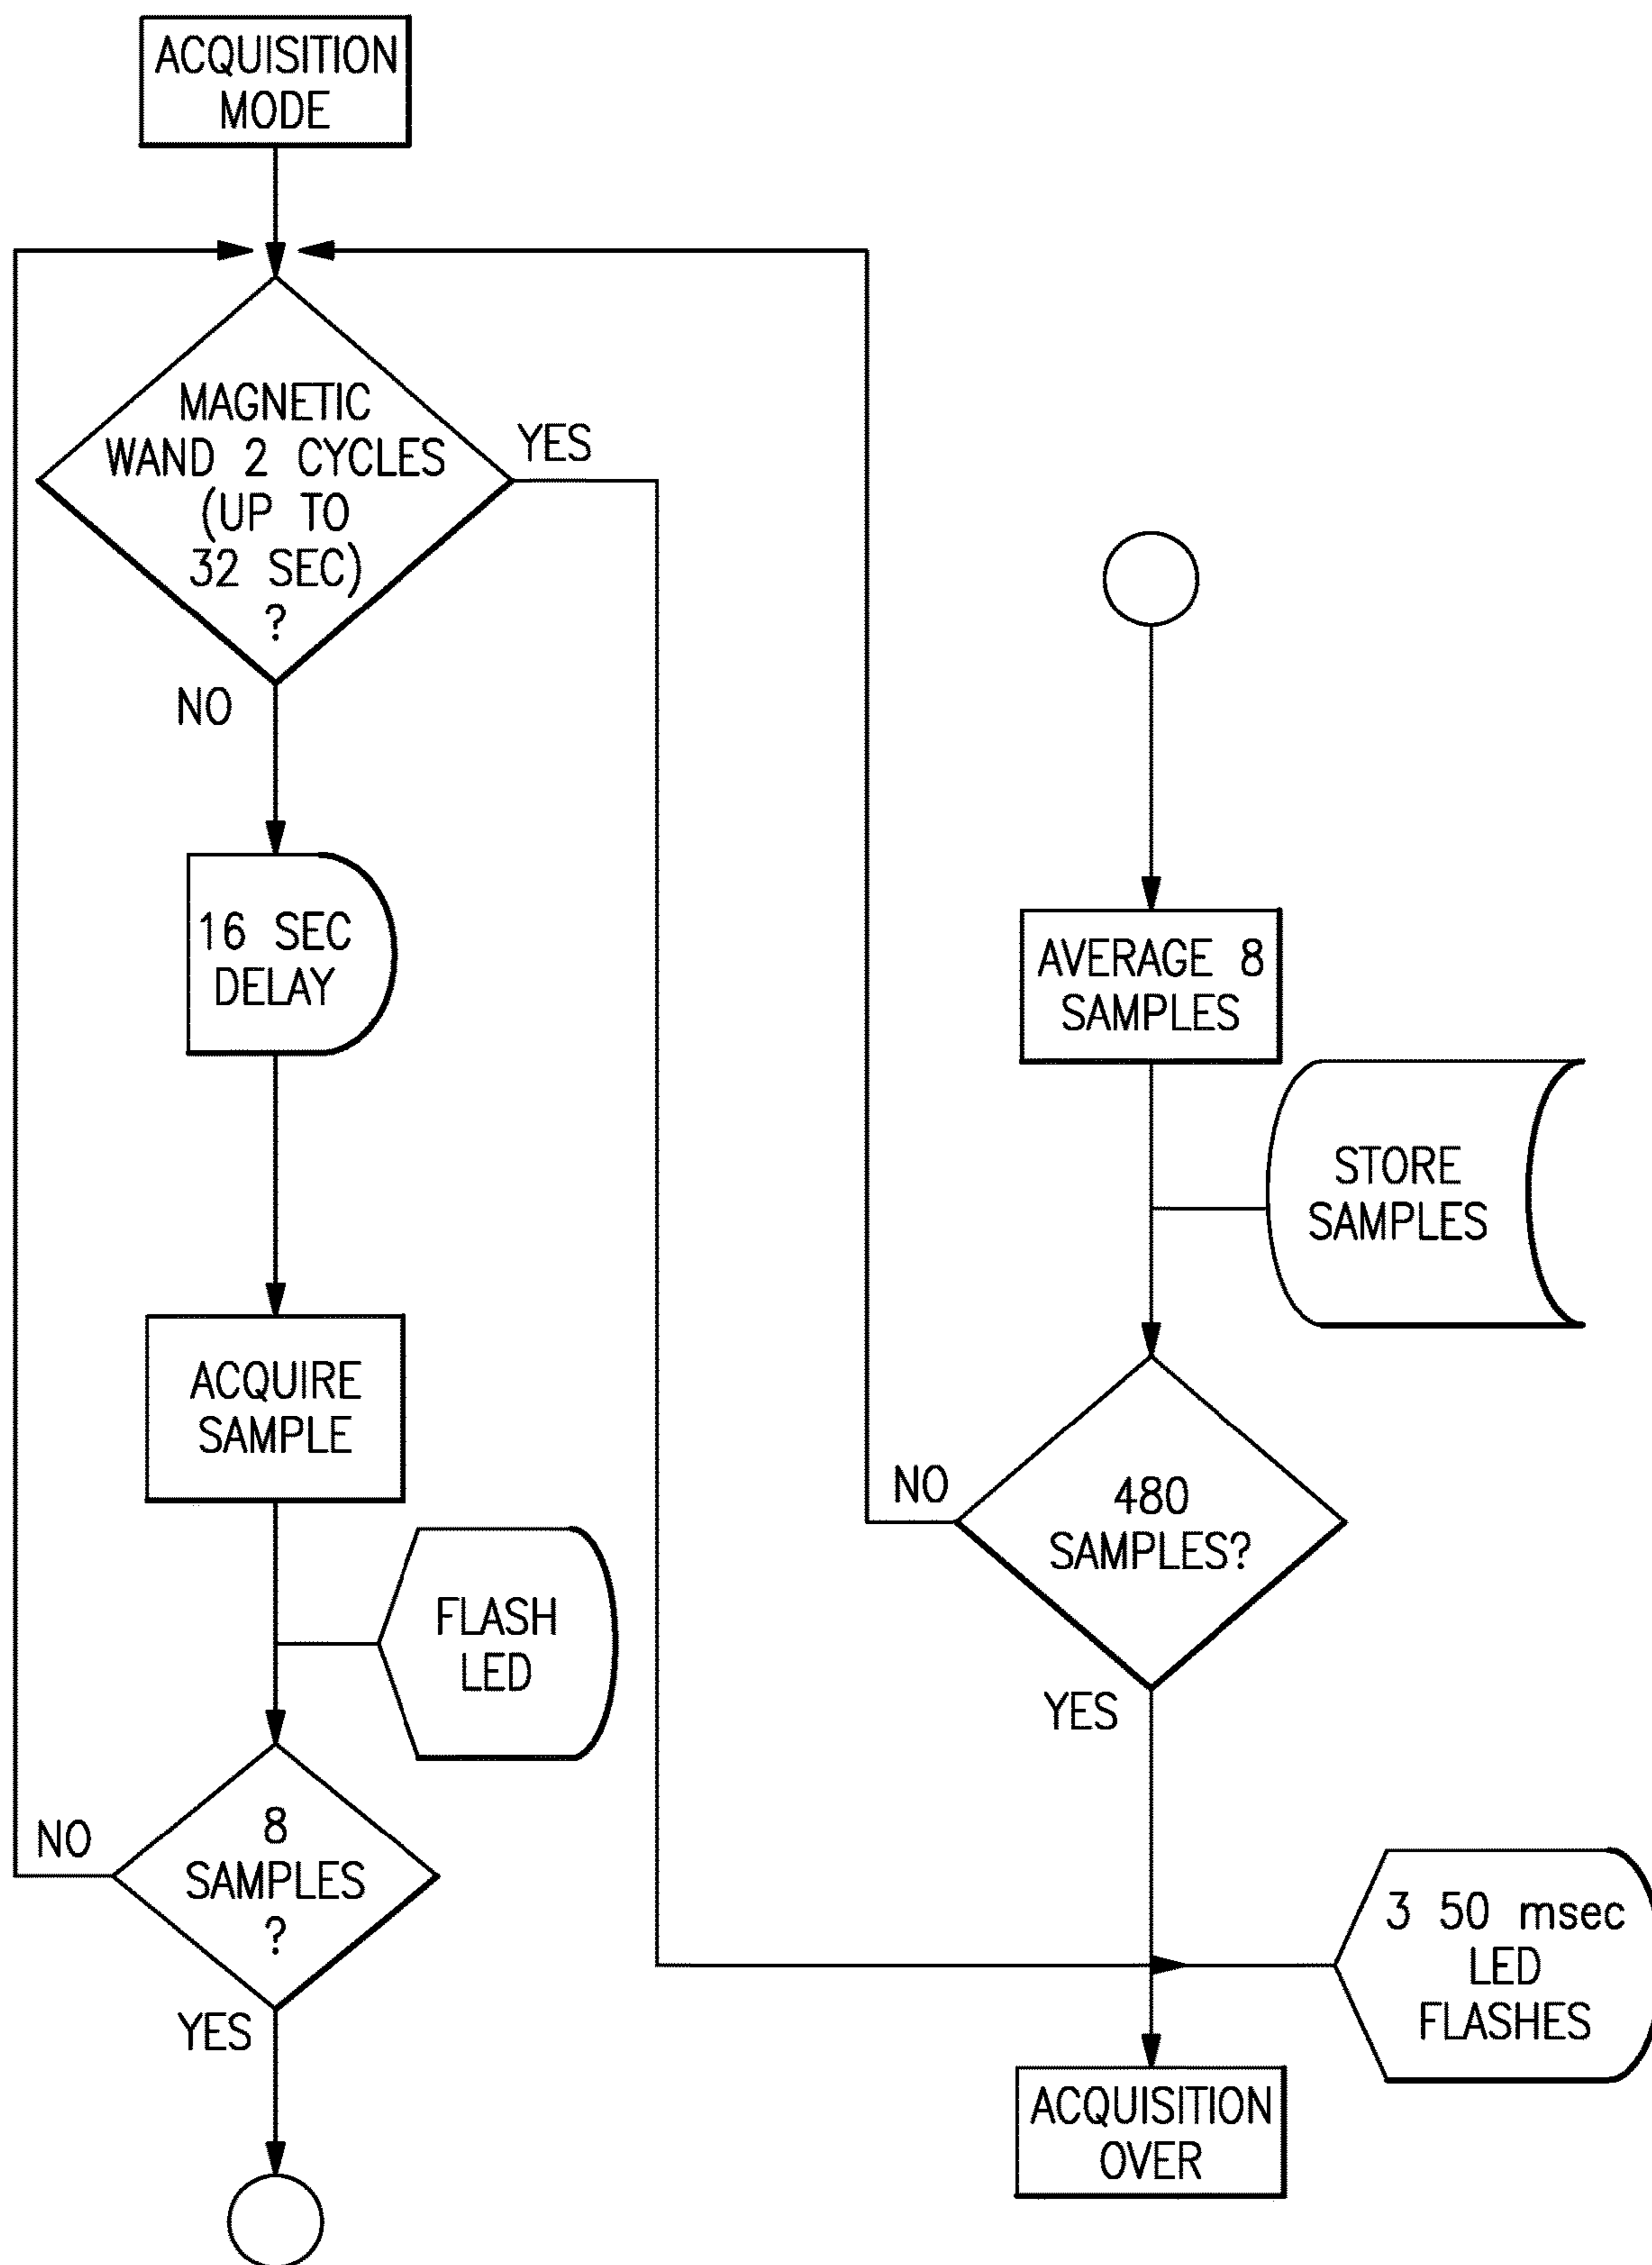 ACQUISITION
MODE
MAGNETIC
WAND 2 CYCLES
(UP TO
32 SEC)
?
YES
NO
16 SEC
DELAY
ACQUIRE
SAMPLE
FLASH
LED
8
SAMPLES
?
NO
YES
AVERAGE 8
SAMPLES
STORE
SAMPLES
480
SAMPLES?
NO
YES
3 50 msec
LED
FLASHES
ACQUISITION
OVER